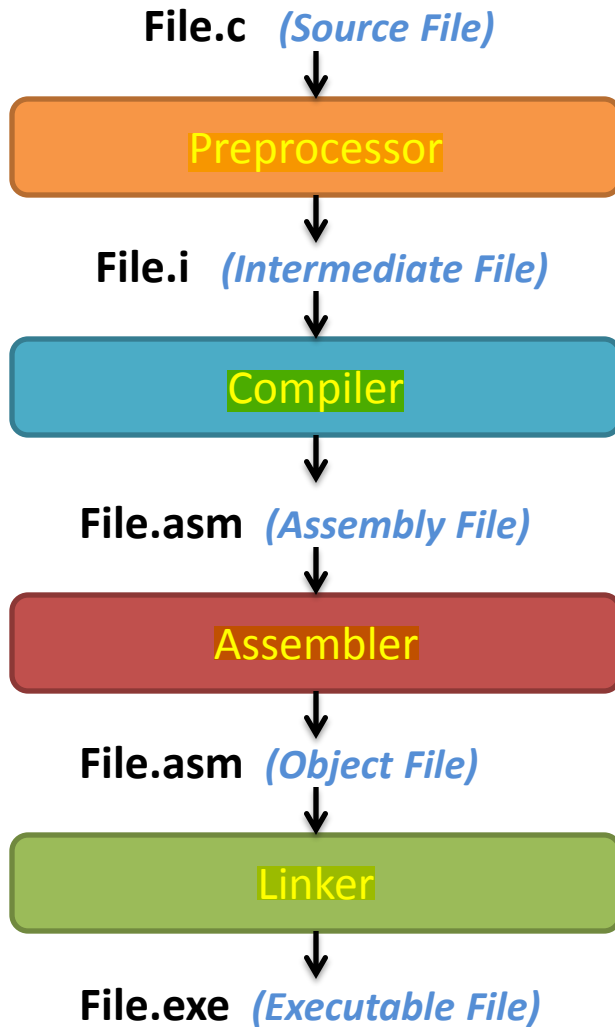 File.c (Source File)
Preprocessor
File.i (Intermediate File)
Compiler
File.asm (Assembly File)
Assembler
File.asm (Object File)
Linker
File.exe (Executable File)